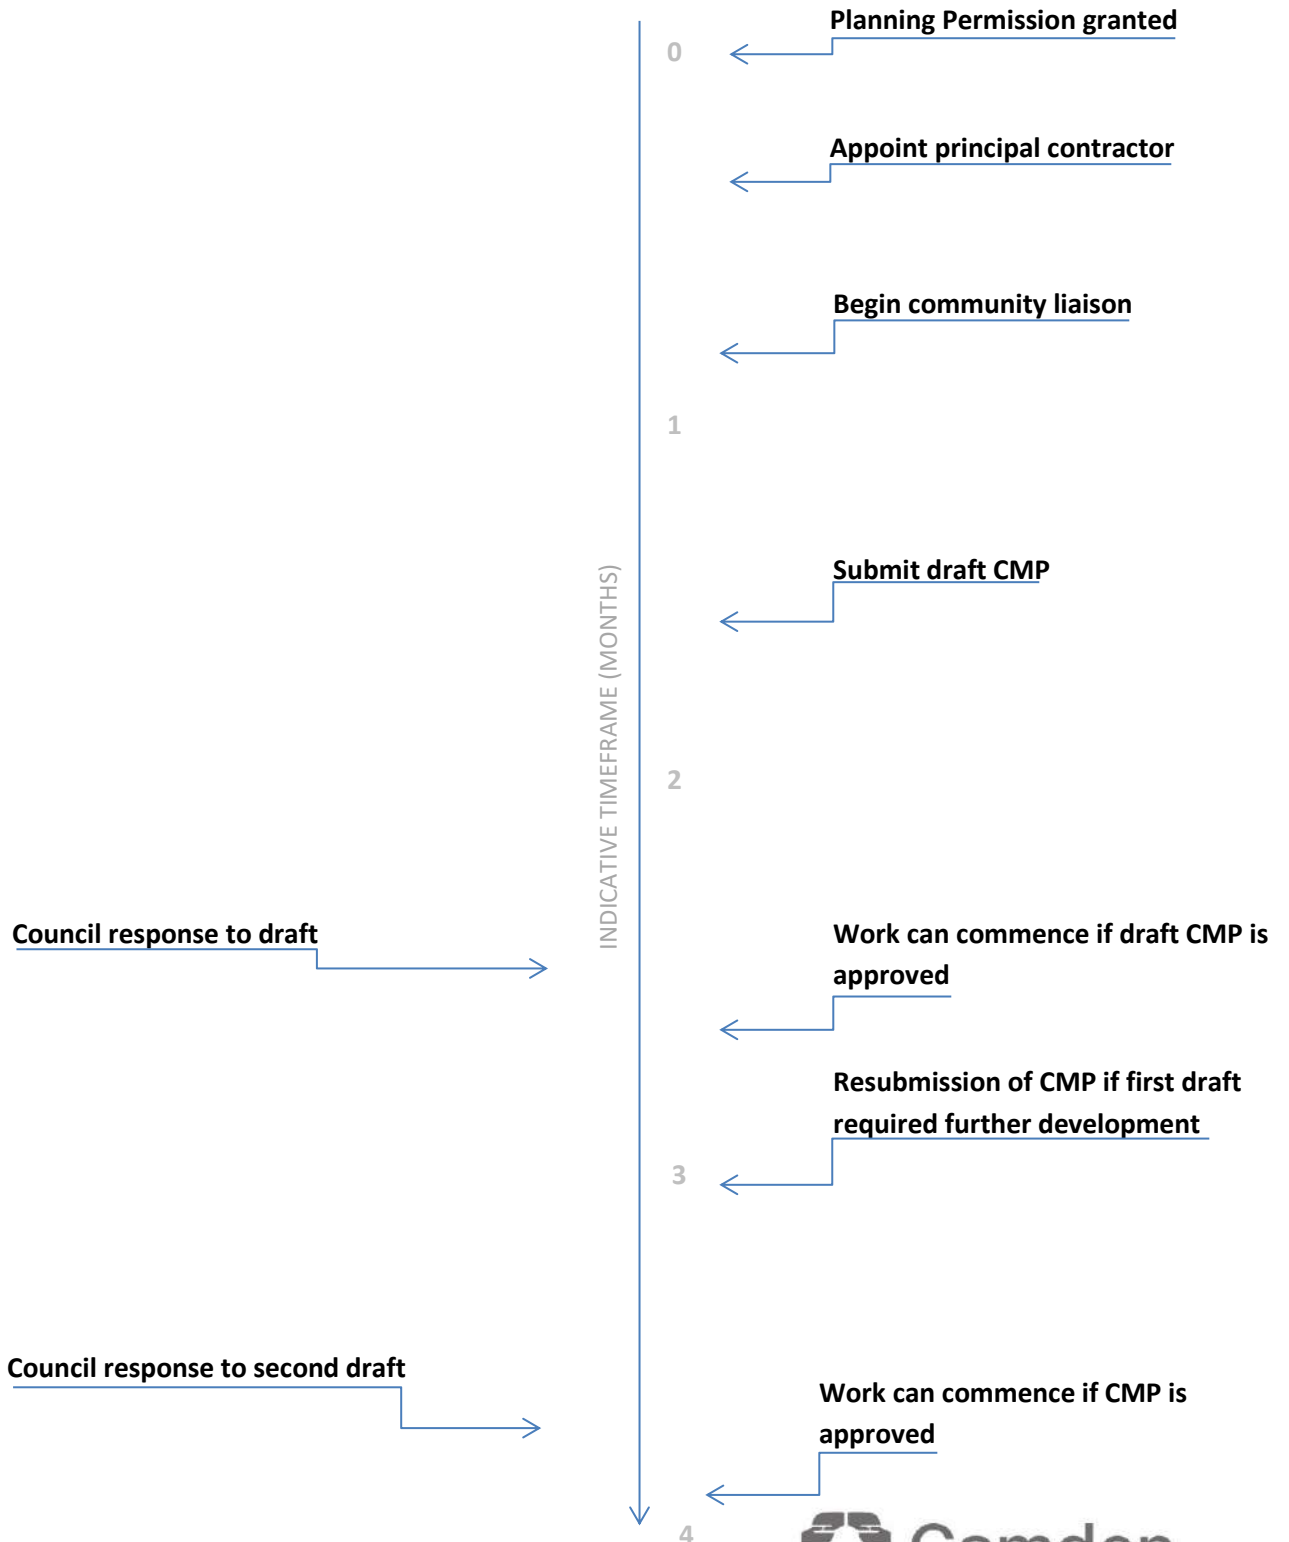 Planning Permission granted
0
Appoint principal contractor
Begin community liaison
1
Submit draft CMP
INDICATIVE TIMEFRAME (MONTHS)
2
Council response to draft
Work can commence if draft CMP is
approved
Resubmission of CMP if first draft
required further development
3
Council response to second draft
Work can commence if CMP is
approved
4
Camden